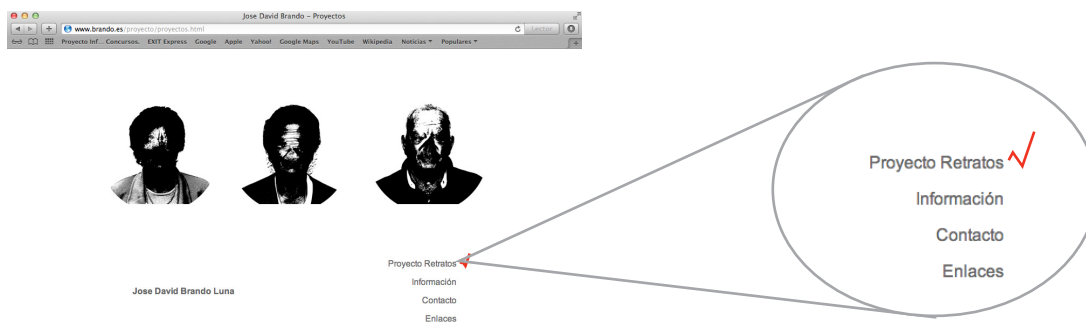 Jose David Brando – Proyectos
www.brando.es/proyecto/proyectos.html
Lector
Proyecto Inf... Concursos. EXIT Express Google Apple Yahoo! Google Maps YouTube Wikipedia Noticias Populares
Proyecto Retratos
Información
Contacto
Enlaces
Jose David Brando Luna
Proyecto Retratos
Información
Contacto
Enlaces